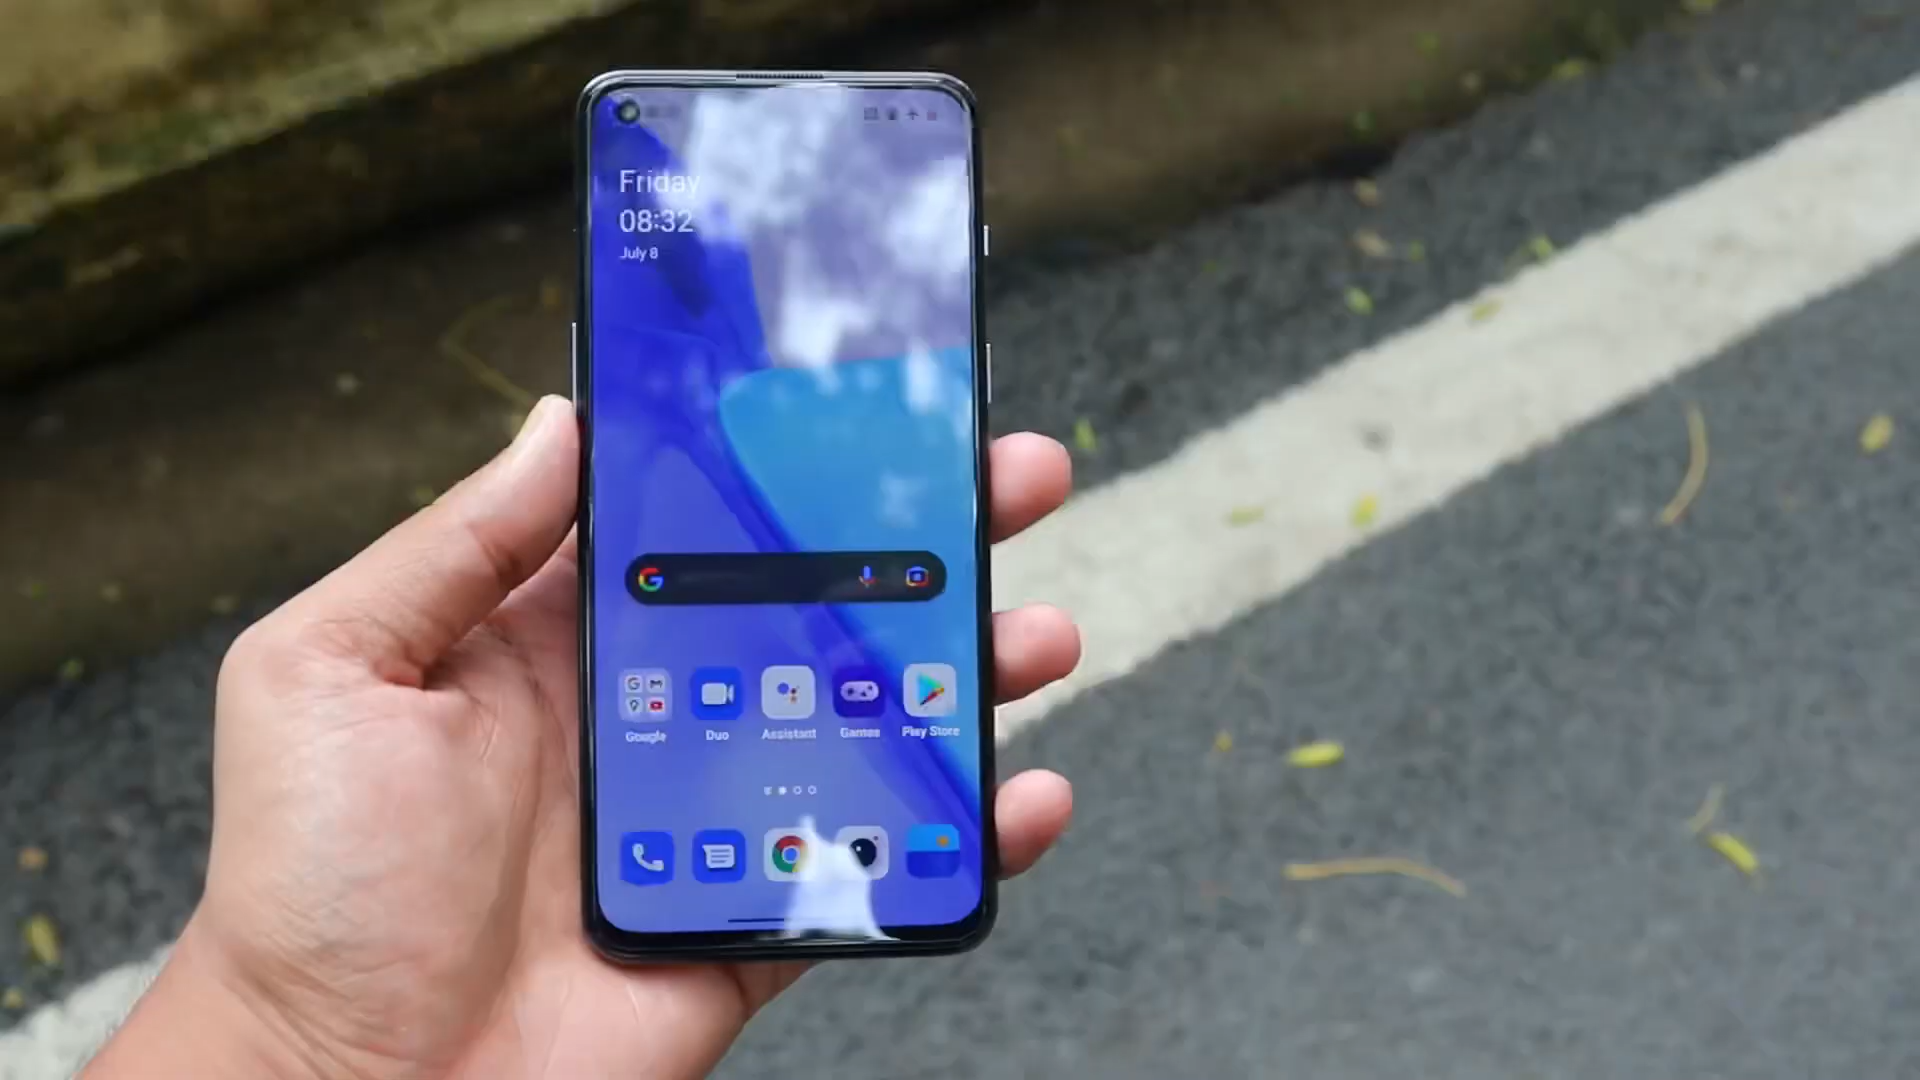 Friday
08:32
July 8
Google
Duo
Assistant
Games
Play Store